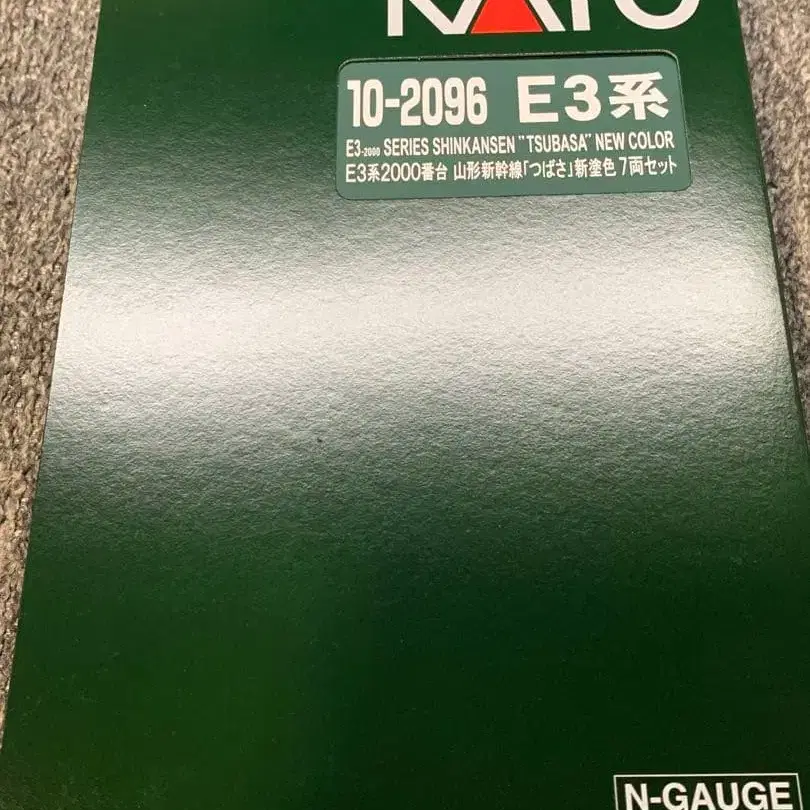 KATO
10-2096 E3系
E3-2000 SERIES SHINKANSEN "TSUBASA" NEW COLOR
E3系2000番台 山形新幹線「つばさ」新塗色 7両セット
N-GAUGE